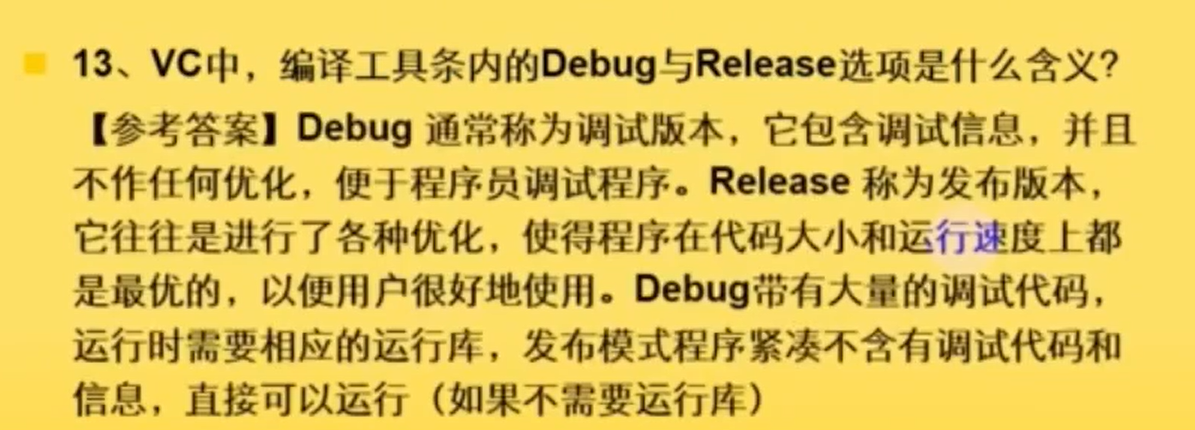 13、VC中，编译工具条内的Debug与Release选项是什么含义?
【参考答案】Debug 通常称为调试版本，它包含调试信息，并且
不作任何优化，便于程序员调试程序。Release 称为发布版本，
它往往是进行了各种优化，使得程序在代码大小和运行速度上都
是最优的，以便用户很好地使用。Debug带有大量的调试代码，
运行时需要相应的运行库，发布模式程序紧凑不含有调试代码和
信息，直接可以运行（如果不需要运行库）